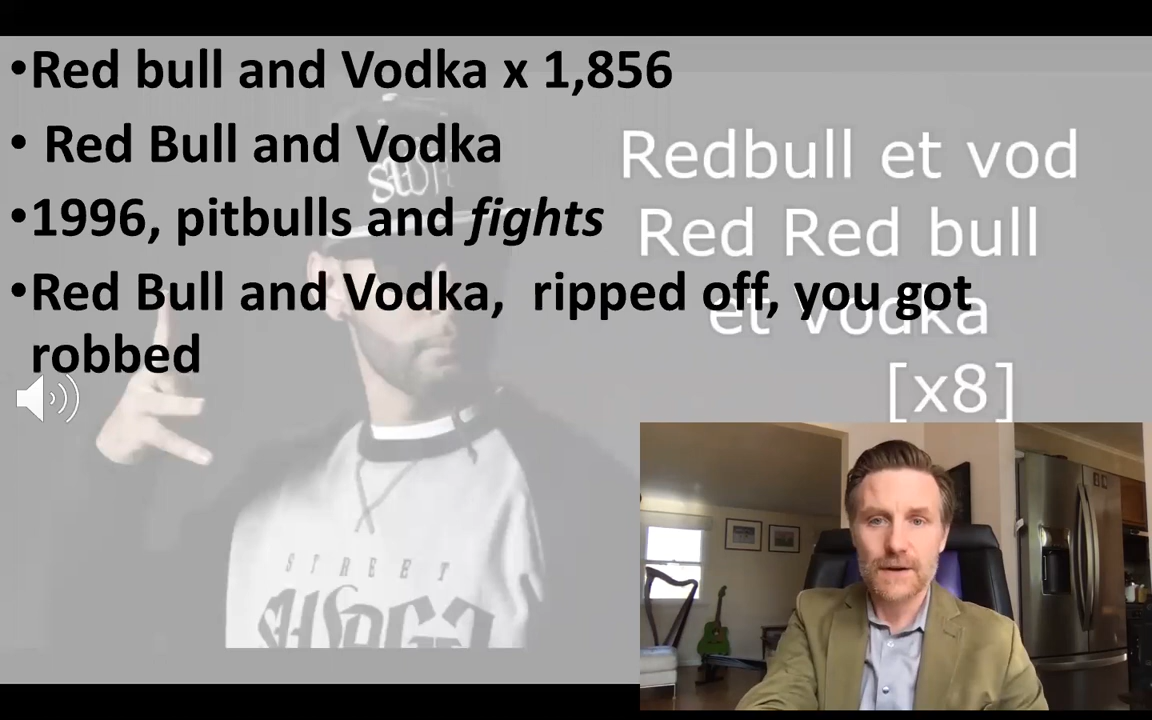 •Red bull and Vodka x 1,856
• Red Bull and Vodka
•1996, pitbulls and fights
•Red Bull and Vodka, ripped off, you got
robbed
Redbull et vod
Red Red bull
et Vodka
[x8]
STREET